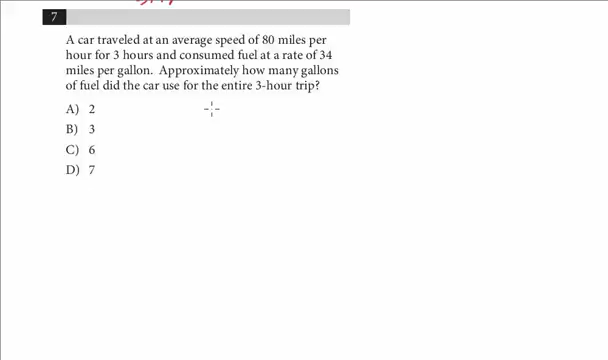 7
A car traveled at an average speed of 80 miles per
hour for 3 hours and consumed fuel at a rate of 34
miles per gallon. Approximately how many gallons
of fuel did the car use for the entire 3-hour trip?
A) 2
B) 3
C) 6
D) 7